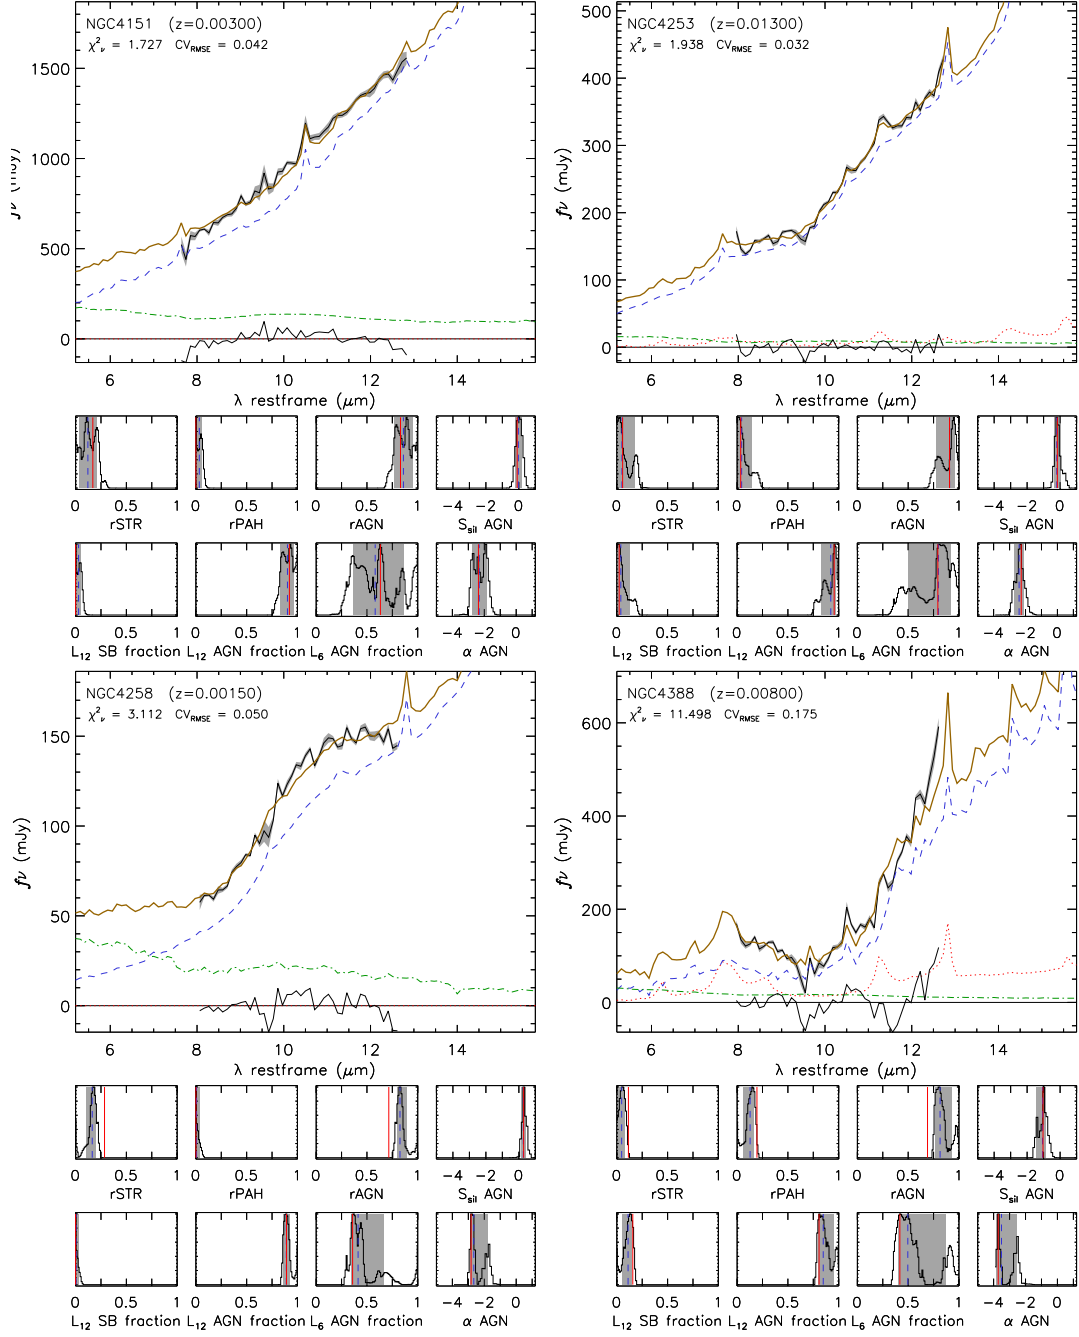 NGC4151 (z=0.00300)
χ²ν = 1.727 CV RMSE = 0.042
1500
1000
500
0
fν (mJy)
6 8 10 12 14
λ restframe (μm)
0 0.5 1 0 0.5 1 0 0.5 1 −4 −2 0
rSTR rPAH rAGN Ssil AGN
0 0.5 1 0 0.5 1 0 0.5 1 −4 −2 0
L12 SB fraction L12 AGN fraction L6 AGN fraction α AGN
NGC4253 (z=0.01300)
χ²ν = 1.938 CV RMSE = 0.032
500
400
300
200
100
0
fν (mJy)
6 8 10 12 14
λ restframe (μm)
0 0.5 1 0 0.5 1 0 0.5 1 −4 −2 0
rSTR rPAH rAGN Ssil AGN
0 0.5 1 0 0.5 1 0 0.5 1 −4 −2 0
L12 SB fraction L12 AGN fraction L6 AGN fraction α AGN
NGC4258 (z=0.00150)
χ²ν = 3.112 CV RMSE = 0.050
150
100
50
0
fν (mJy)
6 8 10 12 14
λ restframe (μm)
0 0.5 1 0 0.5 1 0 0.5 1 −4 −2 0
rSTR rPAH rAGN Ssil AGN
0 0.5 1 0 0.5 1 0 0.5 1 −4 −2 0
L12 SB fraction L12 AGN fraction L6 AGN fraction α AGN
NGC4388 (z=0.00800)
χ²ν = 11.498 CV RMSE = 0.175
600
400
200
0
fν (mJy)
6 8 10 12 14
λ restframe (μm)
0 0.5 1 0 0.5 1 0 0.5 1 −4 −2 0
rSTR rPAH rAGN Ssil AGN
0 0.5 1 0 0.5 1 0 0.5 1 −4 −2 0
L12 SB fraction L12 AGN fraction L6 AGN fraction α AGN